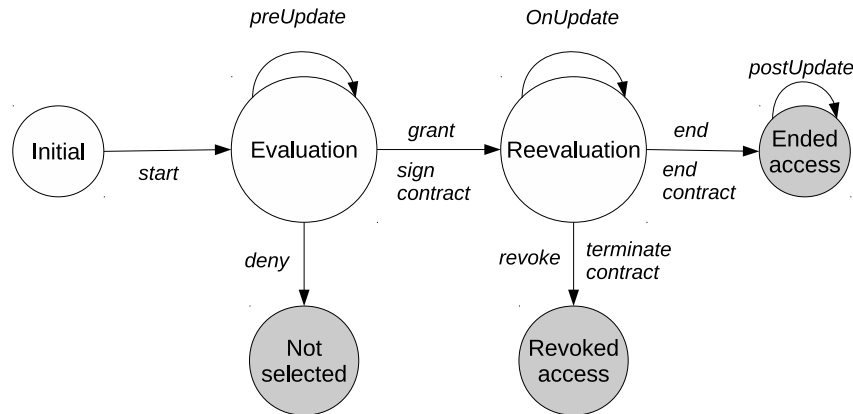 preUpdate
OnUpdate
postUpdate
Initial
start
Evaluation
grant
sign
contract
Reevaluation
end
end
contract
Ended
access
deny
revoke
terminate
contract
Not
selected
Revoked
access